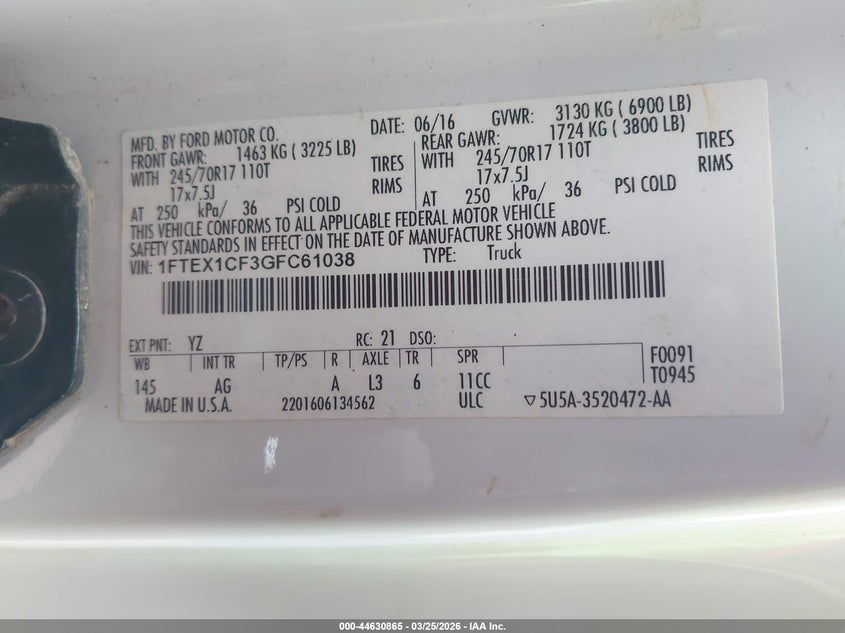 MFD. BY FORD MOTOR CO. DATE: 06/16 GVWR: 3130 KG ( 6900 LB)
FRONT GAWR: 1463 KG ( 3225 LB) REAR GAWR: 1724 KG ( 3800 LB)
WITH 245/70R17 110T TIRES WITH 245/70R17 110T TIRES
17x7.5J RIMS 17x7.5J RIMS
AT 250 kPa/ 36 PSI COLD AT 250 kPa/ 36 PSI COLD
THIS VEHICLE CONFORMS TO ALL APPLICABLE FEDERAL MOTOR VEHICLE
SAFETY STANDARDS IN EFFECT ON THE DATE OF MANUFACTURE SHOWN ABOVE.
VIN: 1FTEX1CF3GFC61038 TYPE: Truck
EXT PNT: YZ RC: 21 DSO:
WB INT TR TP/PS R AXLE TR SPR F0091
145 AG A L3 6 11CC T0945
MADE IN U.S.A. 2201606134562 ULC ▽5U5A-3520472-AA
000-44630865 / 03/25/2026 - IAA Inc.